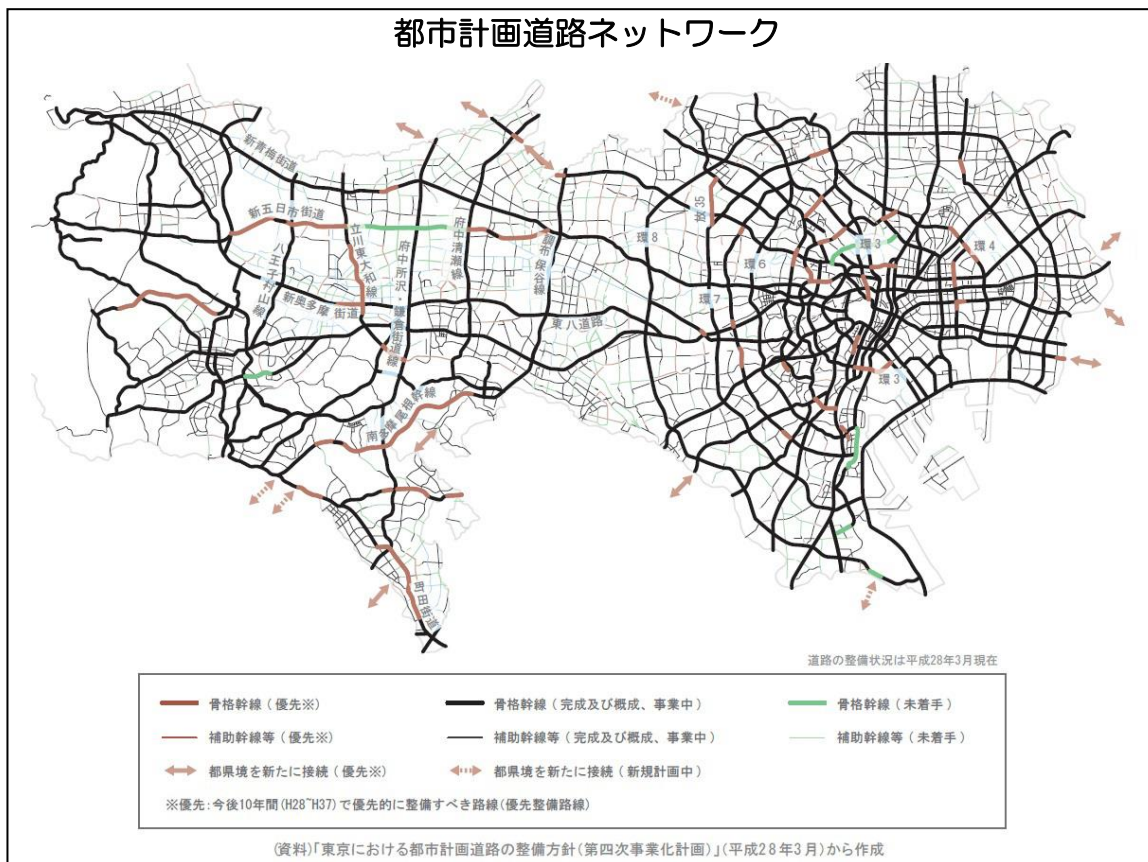 都市計画道路ネットワーク
新青梅街道
新五日市街道
立川東大和線
府中所沢・鎌倉街道線
府中清瀬線
調布保谷線
八王子村山線
新奥多摩街道
東八道路
南多摩尾根幹線
町田街道
環8
放35
環7
環6
環3
環4
環3
道路の整備状況は平成28年3月現在
骨格幹線(優先※)
骨格幹線(完成及び概成、事業中)
骨格幹線(未着手)
補助幹線等(優先※)
補助幹線等(完成及び概成、事業中)
補助幹線等(未着手)
都県境を新たに接続(優先※)
都県境を新たに接続(新規計画中)
※優先:今後10年間(H28~H37)で優先的に整備すべき路線(優先整備路線)
(資料)「東京における都市計画道路の整備方針(第四次事業化計画)」(平成28年3月)から作成